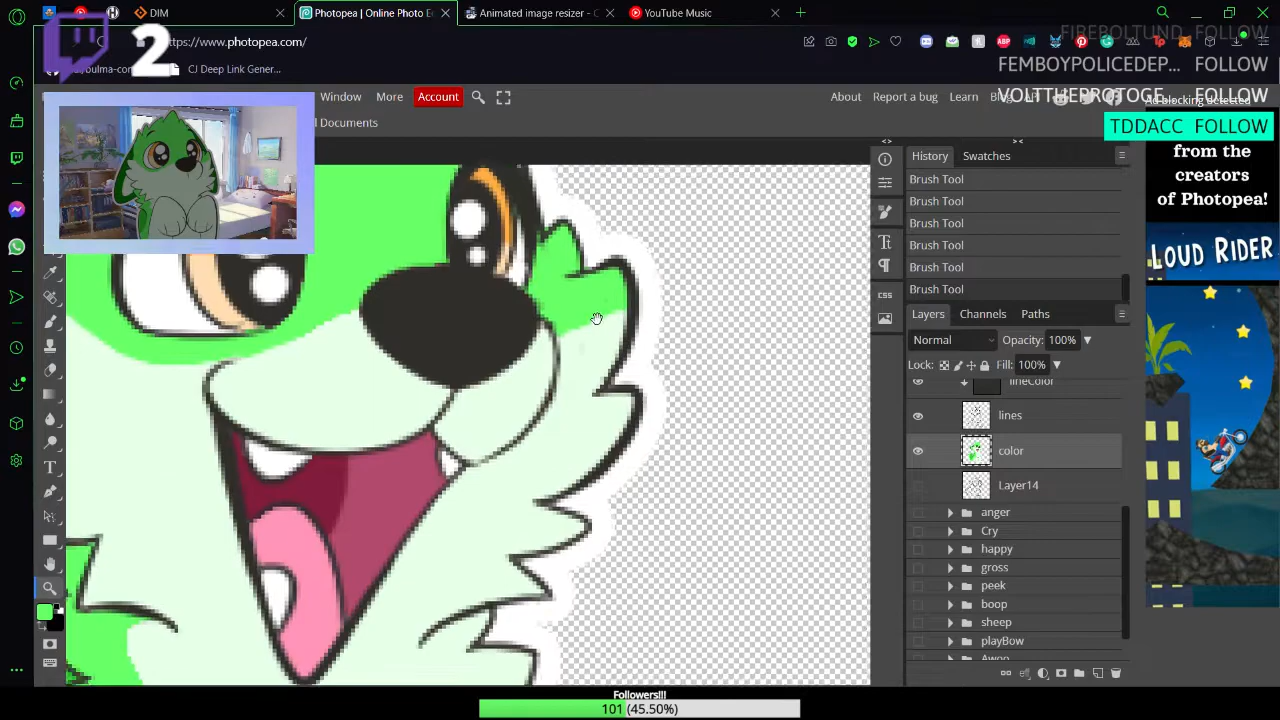 DIM
Photopea | Online Photo E
Animated image resizer - C
YouTube Music
2
https://www.photopea.com/
FIREBOLTUND FOLLOW
FEMBOYPOLICEDEP... FOLLOW
VOLTTHEPROTOGE... FOLLOW
TDDACC FOLLOW
CJ Deep Link Gener...
Window
More
Account
About
Report a bug
Learn
l Documents
from the
creators
of Photopea!
LOUD RIDER
History
Swatches
Brush Tool
Brush Tool
Brush Tool
Brush Tool
Brush Tool
Brush Tool
Layers
Channels
Paths
Normal
Opacity: 100%
Lock:
Fill: 100%
lineColor
lines
color
Layer14
anger
Cry
happy
gross
peek
boop
sheep
playBow
Awoo
css
Followers!!!
101 (45.50%)